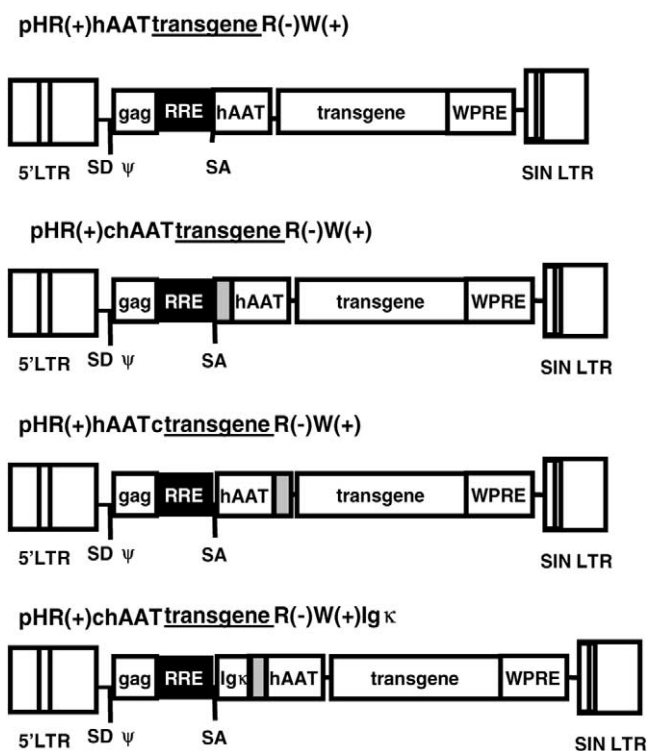 pHR(+)hAATtransgeneR(-)W(+)
gag RRE hAAT transgene WPRE
5'LTR SD ψ SA SIN LTR
pHR(+)chAATtransgeneR(-)W(+)
gag RRE hAAT transgene WPRE
5'LTR SD ψ SA SIN LTR
pHR(+)hAATctransgeneR(-)W(+)
gag RRE hAAT transgene WPRE
5'LTR SD ψ SA SIN LTR
pHR(+)chAATtransgeneR(-)W(+)Igκ
gag RRE Igκ hAAT transgene WPRE
5'LTR SD ψ SA SIN LTR